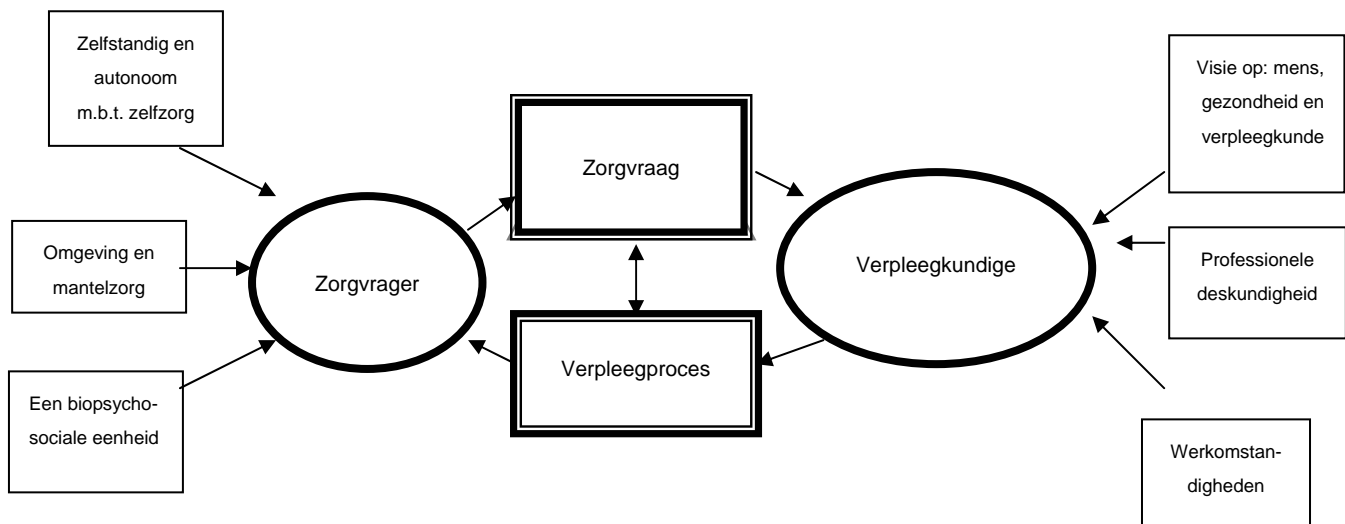 Zelfstandig en
autonoom
m.b.t. zelfzorg
Omgeving en
mantelzorg
Een biopsycho-
sociale eenheid
Zorgvrager
Zorgvraag
Verpleegproces
Verpleegkundige
Visie op: mens,
gezondheid en
verpleegkunde
Professionele
deskundigheid
Werkomstan-
digheden